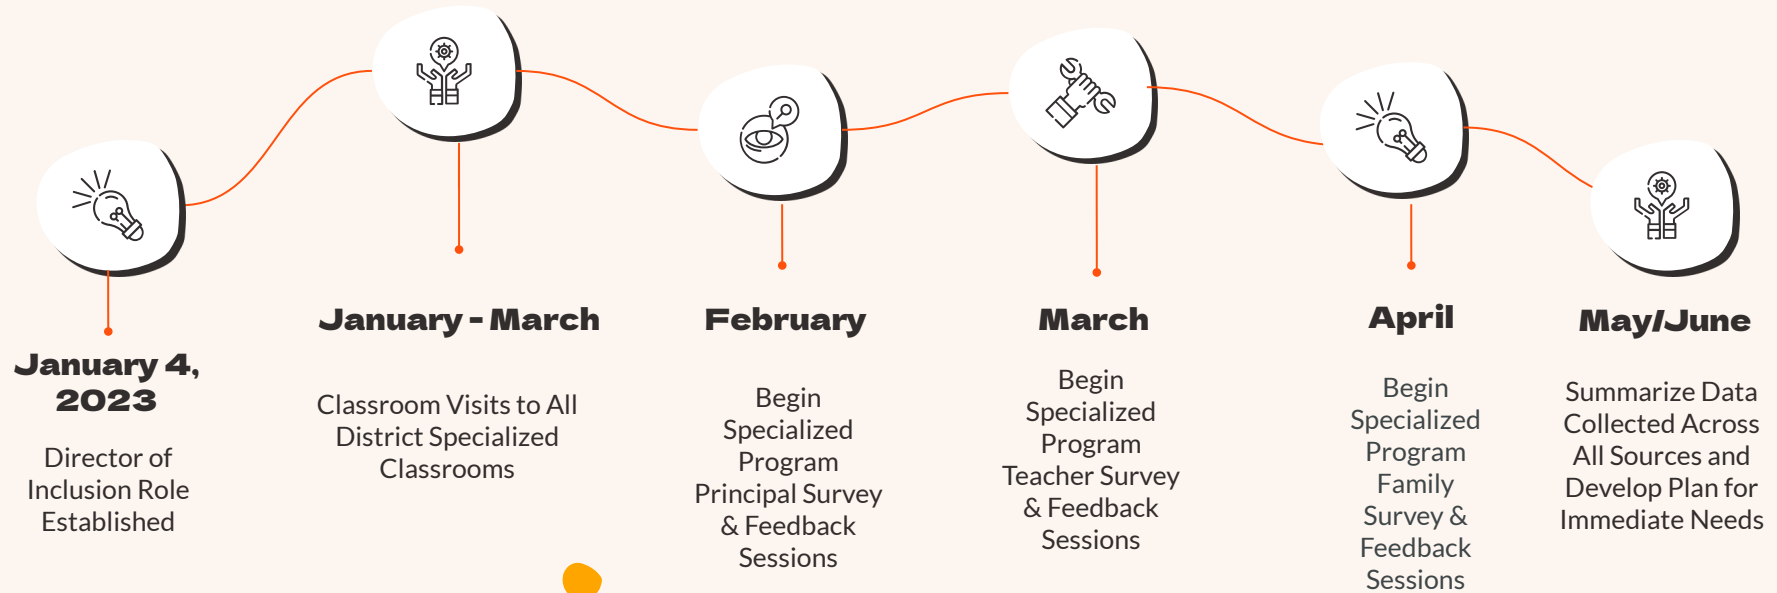 January 4,
2023
Director of
Inclusion Role
Established
January - March
Classroom Visits to All
District Specialized
Classrooms
February
Begin
Specialized
Program
Principal Survey
& Feedback
Sessions
March
Begin
Specialized
Program
Teacher Survey
& Feedback
Sessions
April
Begin
Specialized
Program
Family
Survey &
Feedback
Sessions
May/June
Summarize Data
Collected Across
All Sources and
Develop Plan for
Immediate Needs